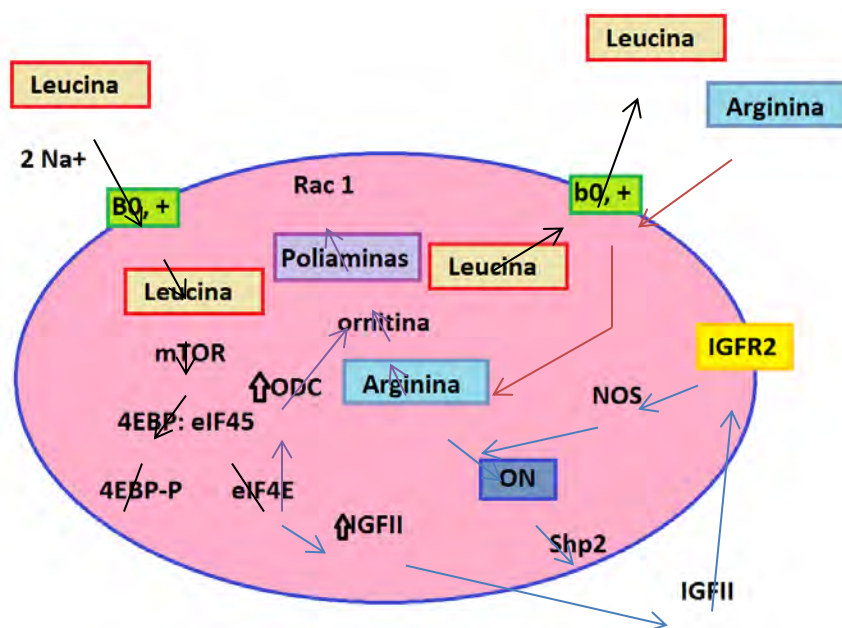 Leucina
Arginina
Leucina
2 Na+
Rac 1
B0, +
b0, +
Poliaminas
Leucina
Leucina
ornitina
mTOR
IGFR2
ODC
Arginina
NOS
4EBP: eIF45
4EBP-P
eIF4E
ON
IGFII
Shp2
IGFII